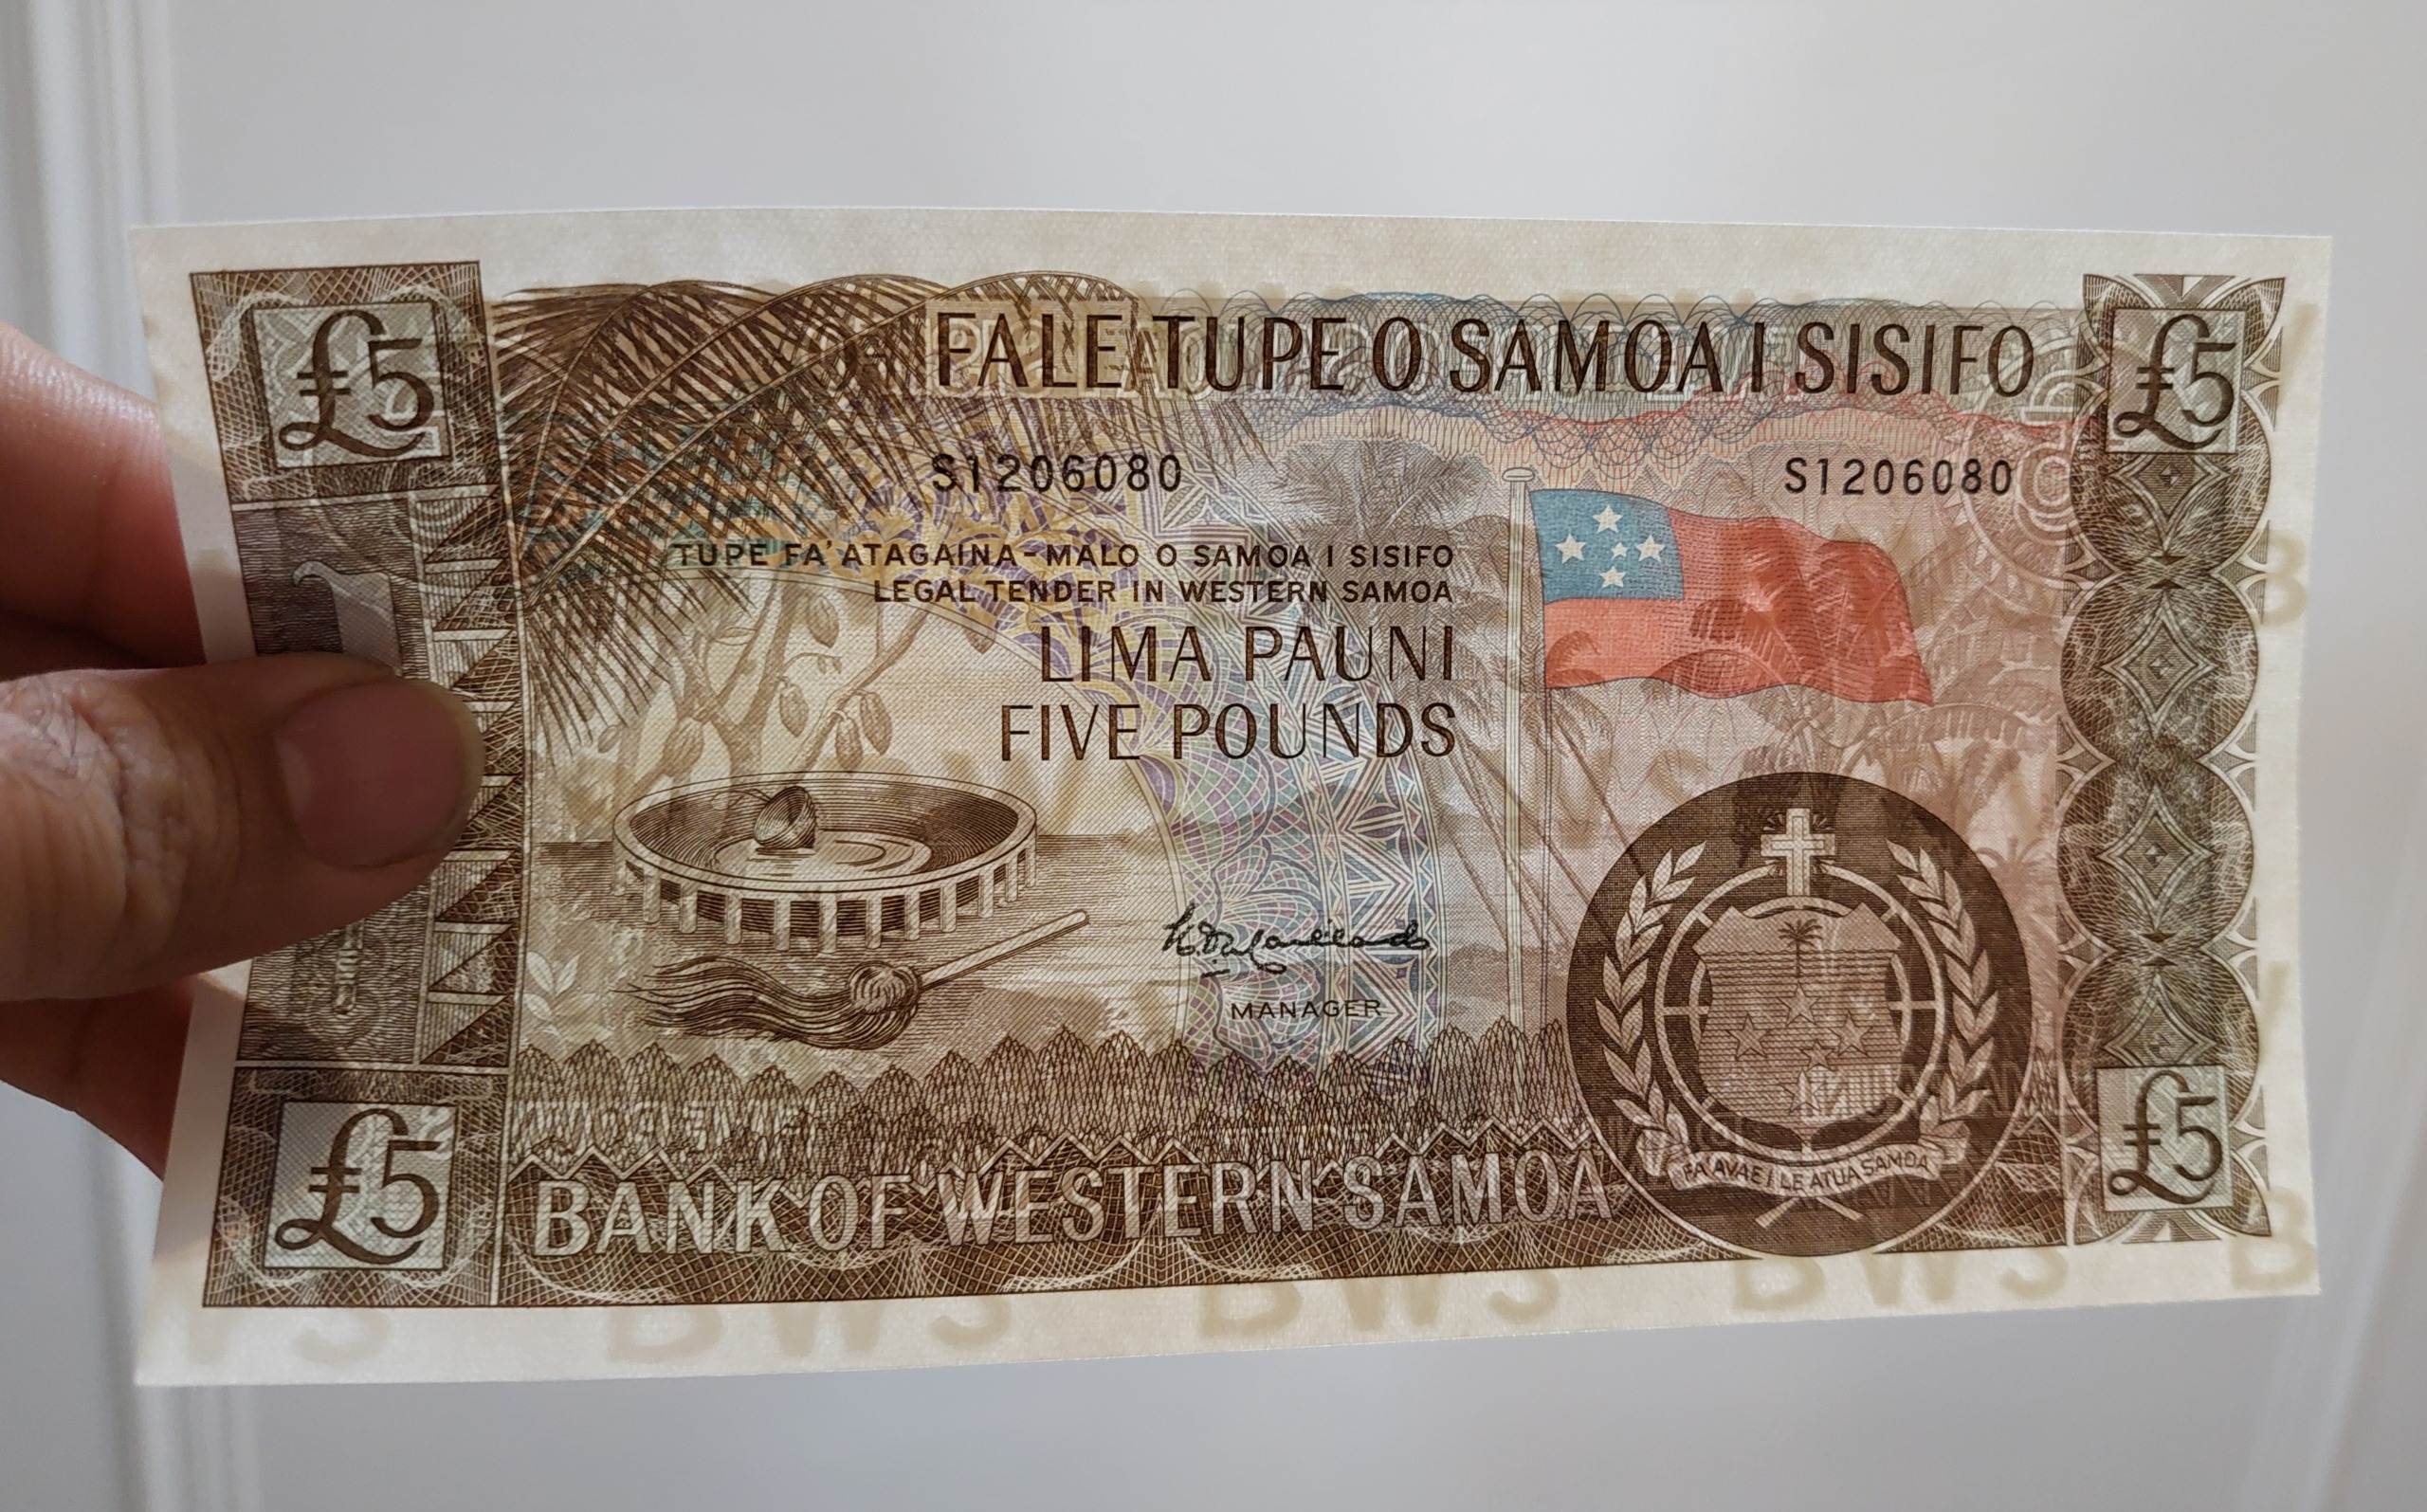 £5
FALE TUPE O SAMOA I SISIFO
£5
S1206080
S1206080
TUPE FA'ATAGAINA-MALO O SAMOA I SISIFO
LEGAL TENDER IN WESTERN SAMOA
LIMA PAUNI
FIVE POUNDS
MANAGER
FA'AVAE I LE ATUA SAMOA
£5
BANK OF WESTERN SAMOA
£5
BWS BWS BWS